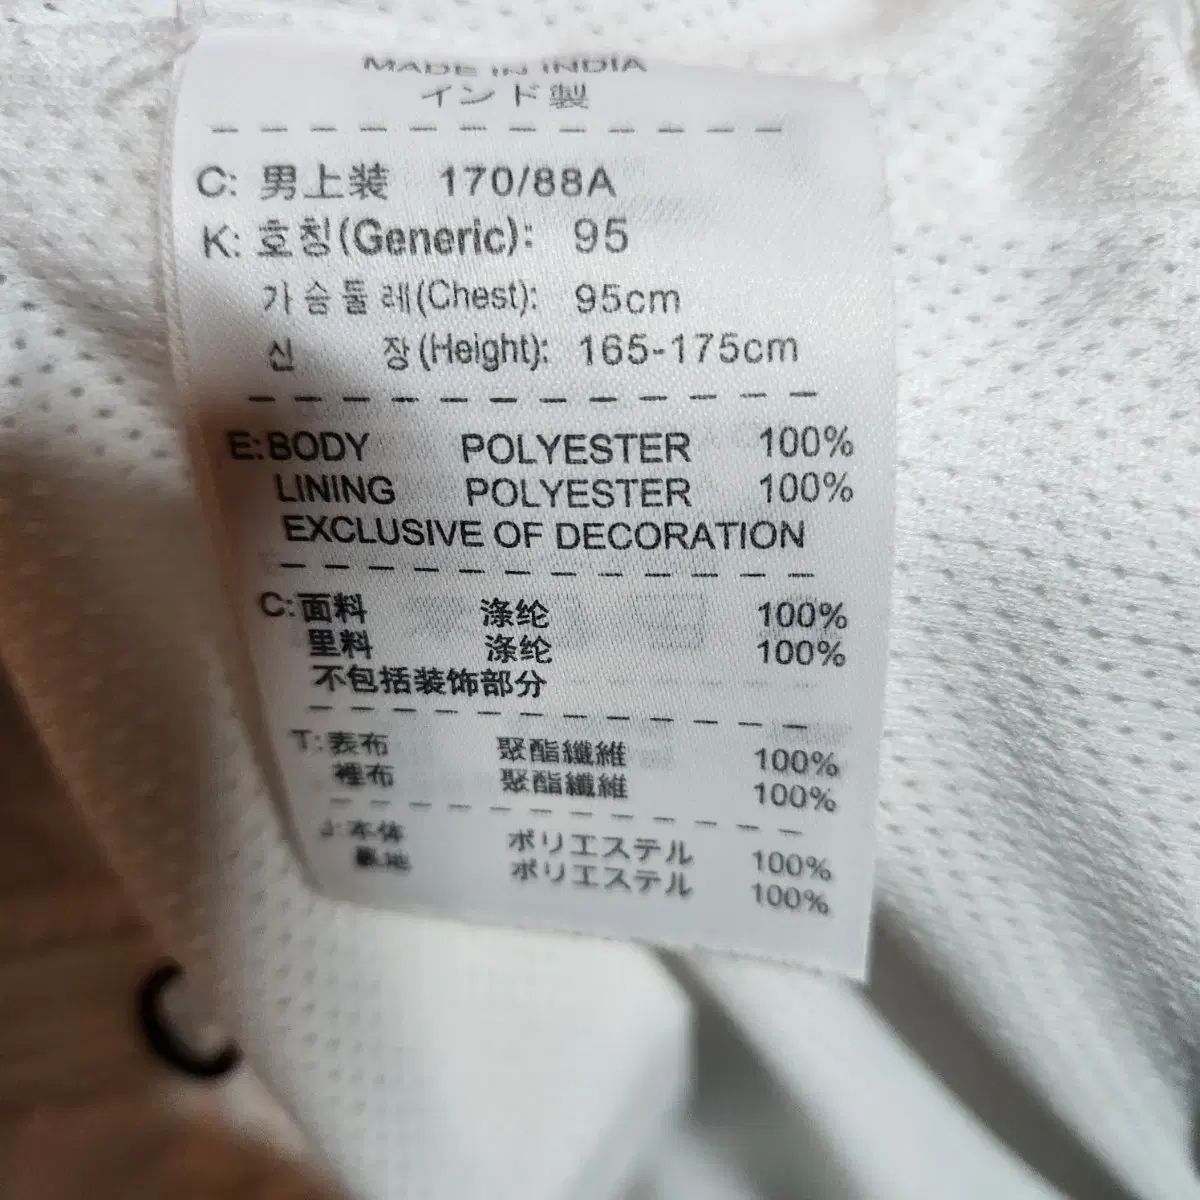 MADE IN INDIA
インド製
C: 男上装 170/88A
K: 호칭(Generic): 95
가슴둘레(Chest): 95cm
신 장(Height): 165-175cm
E: BODY POLYESTER 100%
LINING POLYESTER 100%
EXCLUSIVE OF DECORATION
C: 面料 涤纶 100%
里料 涤纶 100%
不包括装饰部分
T: 表布 聚酯纖維 100%
裡布 聚酯纖維 100%
J: 本体 ポリエステル 100%
裏地 ポリエステル 100%